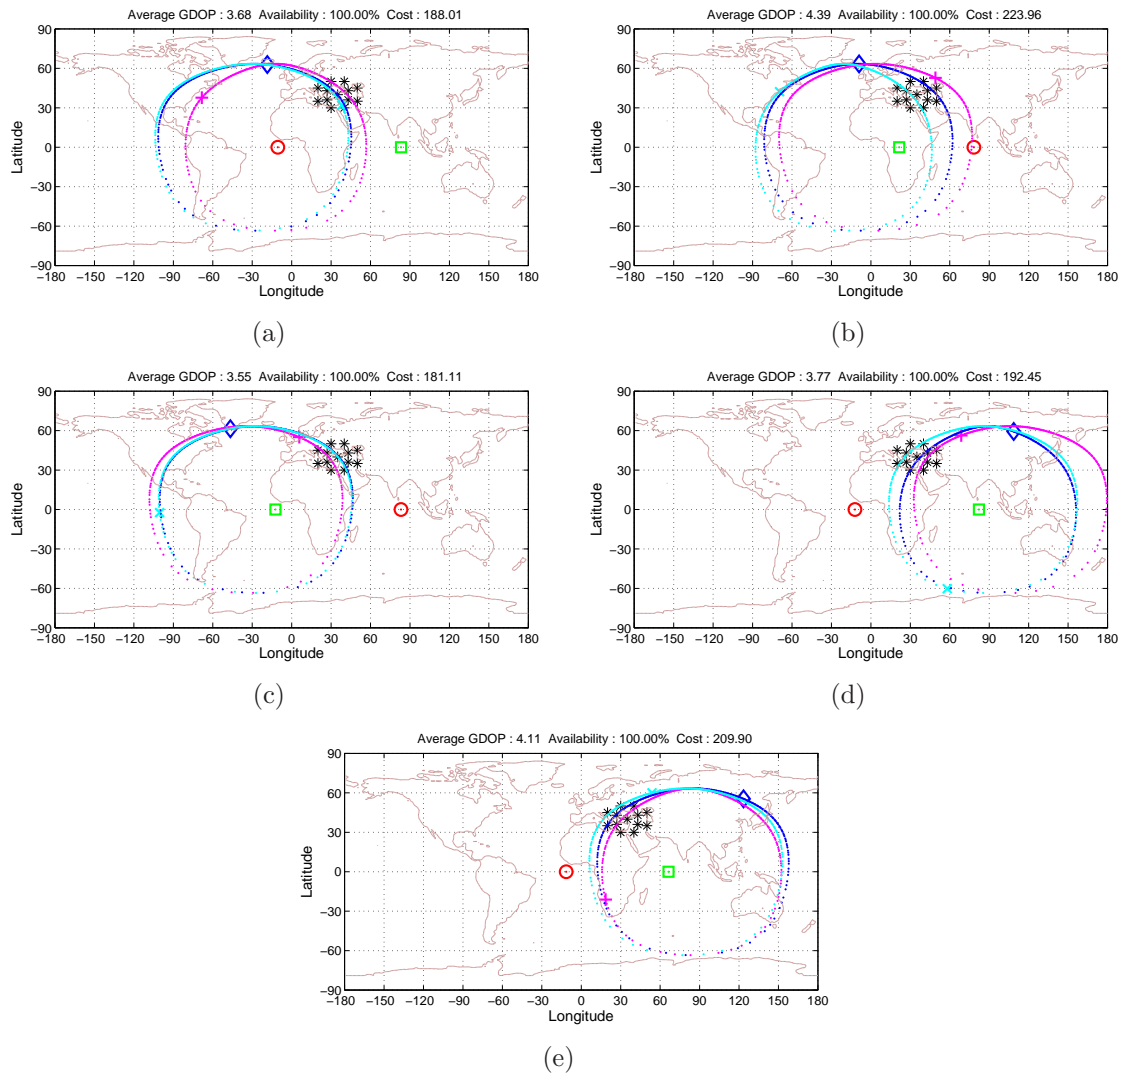 Average GDOP : 3.68 Availability : 100.00% Cost : 188.01
90
60
30
0
−30
−60
−90
Latitude
−180 −150 −120 −90 −60 −30 0 30 60 90 120 150 180
Longitude
(a)
Average GDOP : 4.39 Availability : 100.00% Cost : 223.96
90
60
30
0
−30
−60
−90
Latitude
−180 −150 −120 −90 −60 −30 0 30 60 90 120 150 180
Longitude
(b)
Average GDOP : 3.55 Availability : 100.00% Cost : 181.11
90
60
30
0
−30
−60
−90
Latitude
−180 −150 −120 −90 −60 −30 0 30 60 90 120 150 180
Longitude
(c)
Average GDOP : 3.77 Availability : 100.00% Cost : 192.45
90
60
30
0
−30
−60
−90
Latitude
−180 −150 −120 −90 −60 −30 0 30 60 90 120 150 180
Longitude
(d)
Average GDOP : 4.11 Availability : 100.00% Cost : 209.90
90
60
30
0
−30
−60
−90
Latitude
−180 −150 −120 −90 −60 −30 0 30 60 90 120 150 180
Longitude
(e)